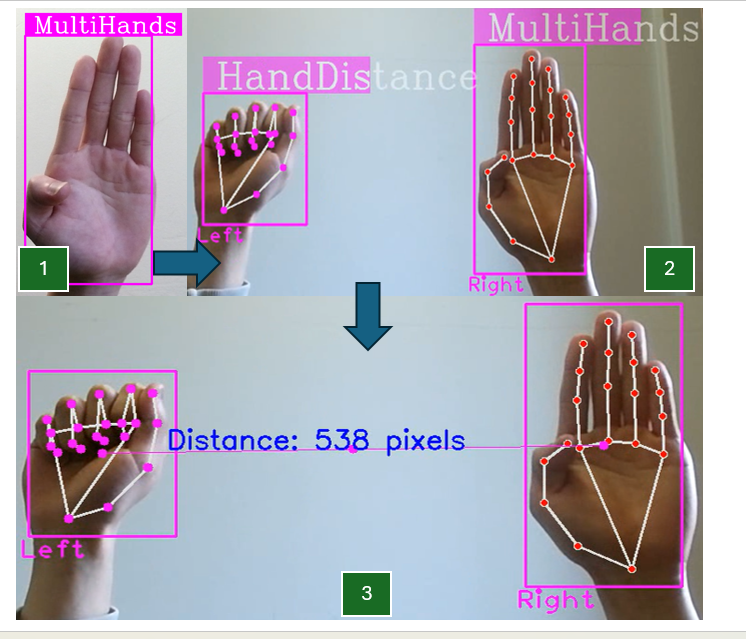 MultiHands
HandDistance
MultiHands
1
Left
Right
2
Distance: 538 pixels
Left
Right
3